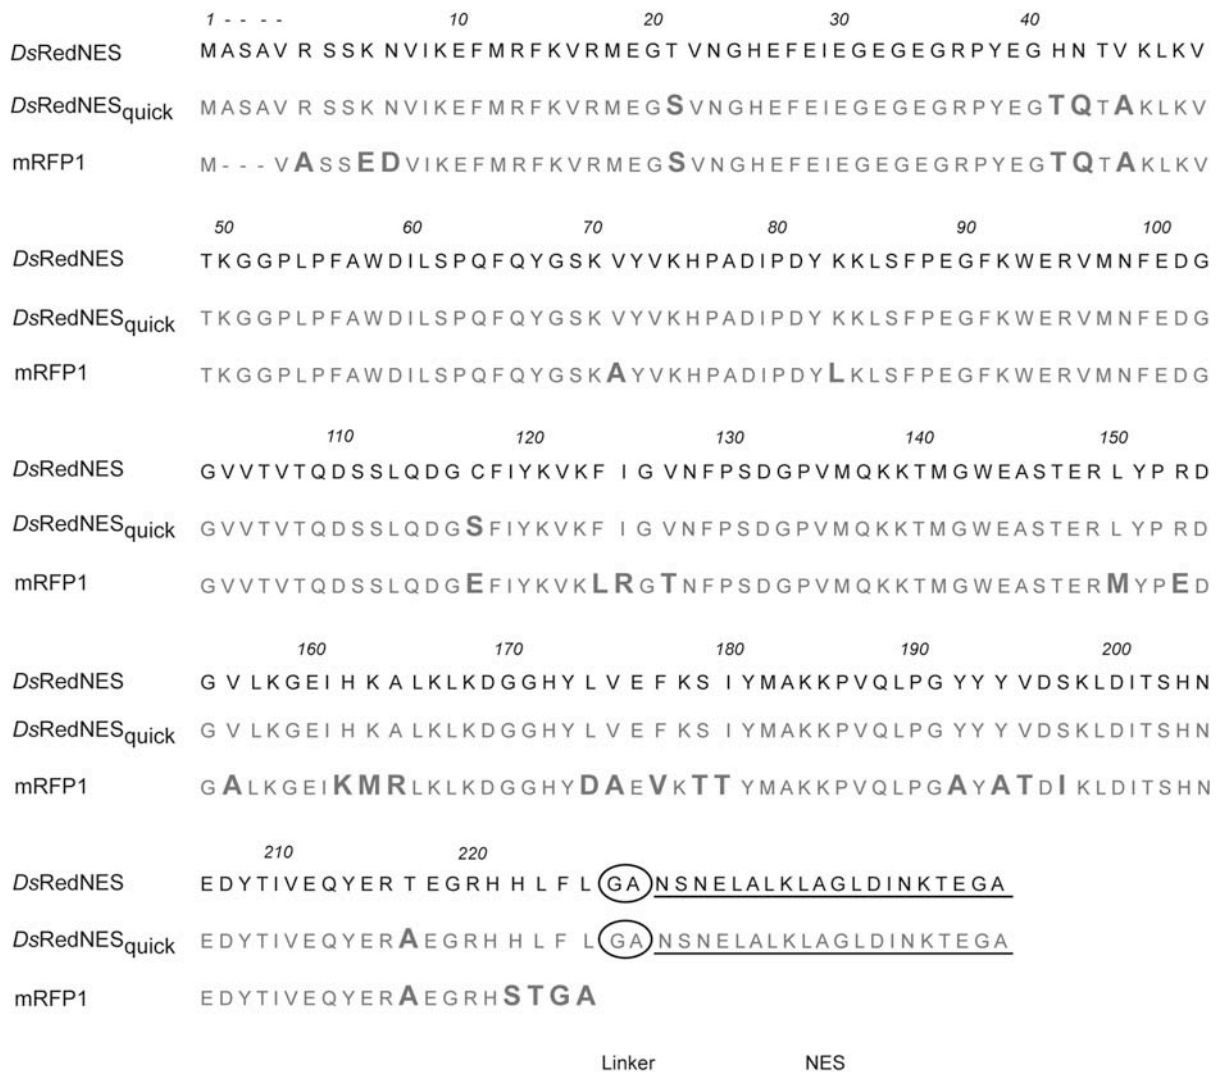 1 - - - - 10 20 30 40
DsRedNES MASAVRSSKNVIKEFMRFKVRMEGTVNGHEFEIEGEGEGRPYEGHNTVKLKV
DsRedNESquick MASAVRSSKNVIKEFMRFKVRMEGSVNGHEFEIEGEGEGRPYEGTQTAKLKV
mRFP1 M---VASSEDVIKEFMRFKVRMEGSVNGHEFEIEGEGEGRPYEGTQTAKLKV
50 60 70 80 90 100
DsRedNES TKGGPLPFAWDILSPQFQYGSKVYVKHPADIPDYKKLSFPEGFKWERVMNFEDG
DsRedNESquick TKGGPLPFAWDILSPQFQYGSKVYVKHPADIPDYKKLSFPEGFKWERVMNFEDG
mRFP1 TKGGPLPFAWDILSPQFQYGSKAYVKHPADIPDYLKLSFPEGFKWERVMNFEDG
110 120 130 140 150
DsRedNES GVVTVTQDSSLQDGCFIYKVKFIGVNFPSDGPVMQKKTMGWEASTERLYPRD
DsRedNESquick GVVTVTQDSSLQDGSFIYKVKFIGVNFPSDGPVMQKKTMGWEASTERLYPRD
mRFP1 GVVTVTQDSSLQDGEFIYKVKLRGTNFPSDGPVMQKKTMGWEASTERMYPED
160 170 180 190 200
DsRedNES GVLKGEIHKALKLKDGGHYLVEFKSIYMAKKPVQLPGYYYVDSKLDITSHN
DsRedNESquick GVLKGEIHKALKLKDGGHYLVEFKSIYMAKKPVQLPGYYYVDSKLDITSHN
mRFP1 GALKGEIKMRLKLKDGGHYDAEVKTTYMAKKPVQLPGAYATDIKLDITSHN
210 220
DsRedNES EDYTIVEQYERTEGRHHLFLGANSNELALKLAGLDINKTEGA
DsRedNESquick EDYTIVEQYERAEGRHHLFLGANSNELALKLAGLDINKTEGA
mRFP1 EDYTIVEQYERAEGRHSTGA
Linker NES